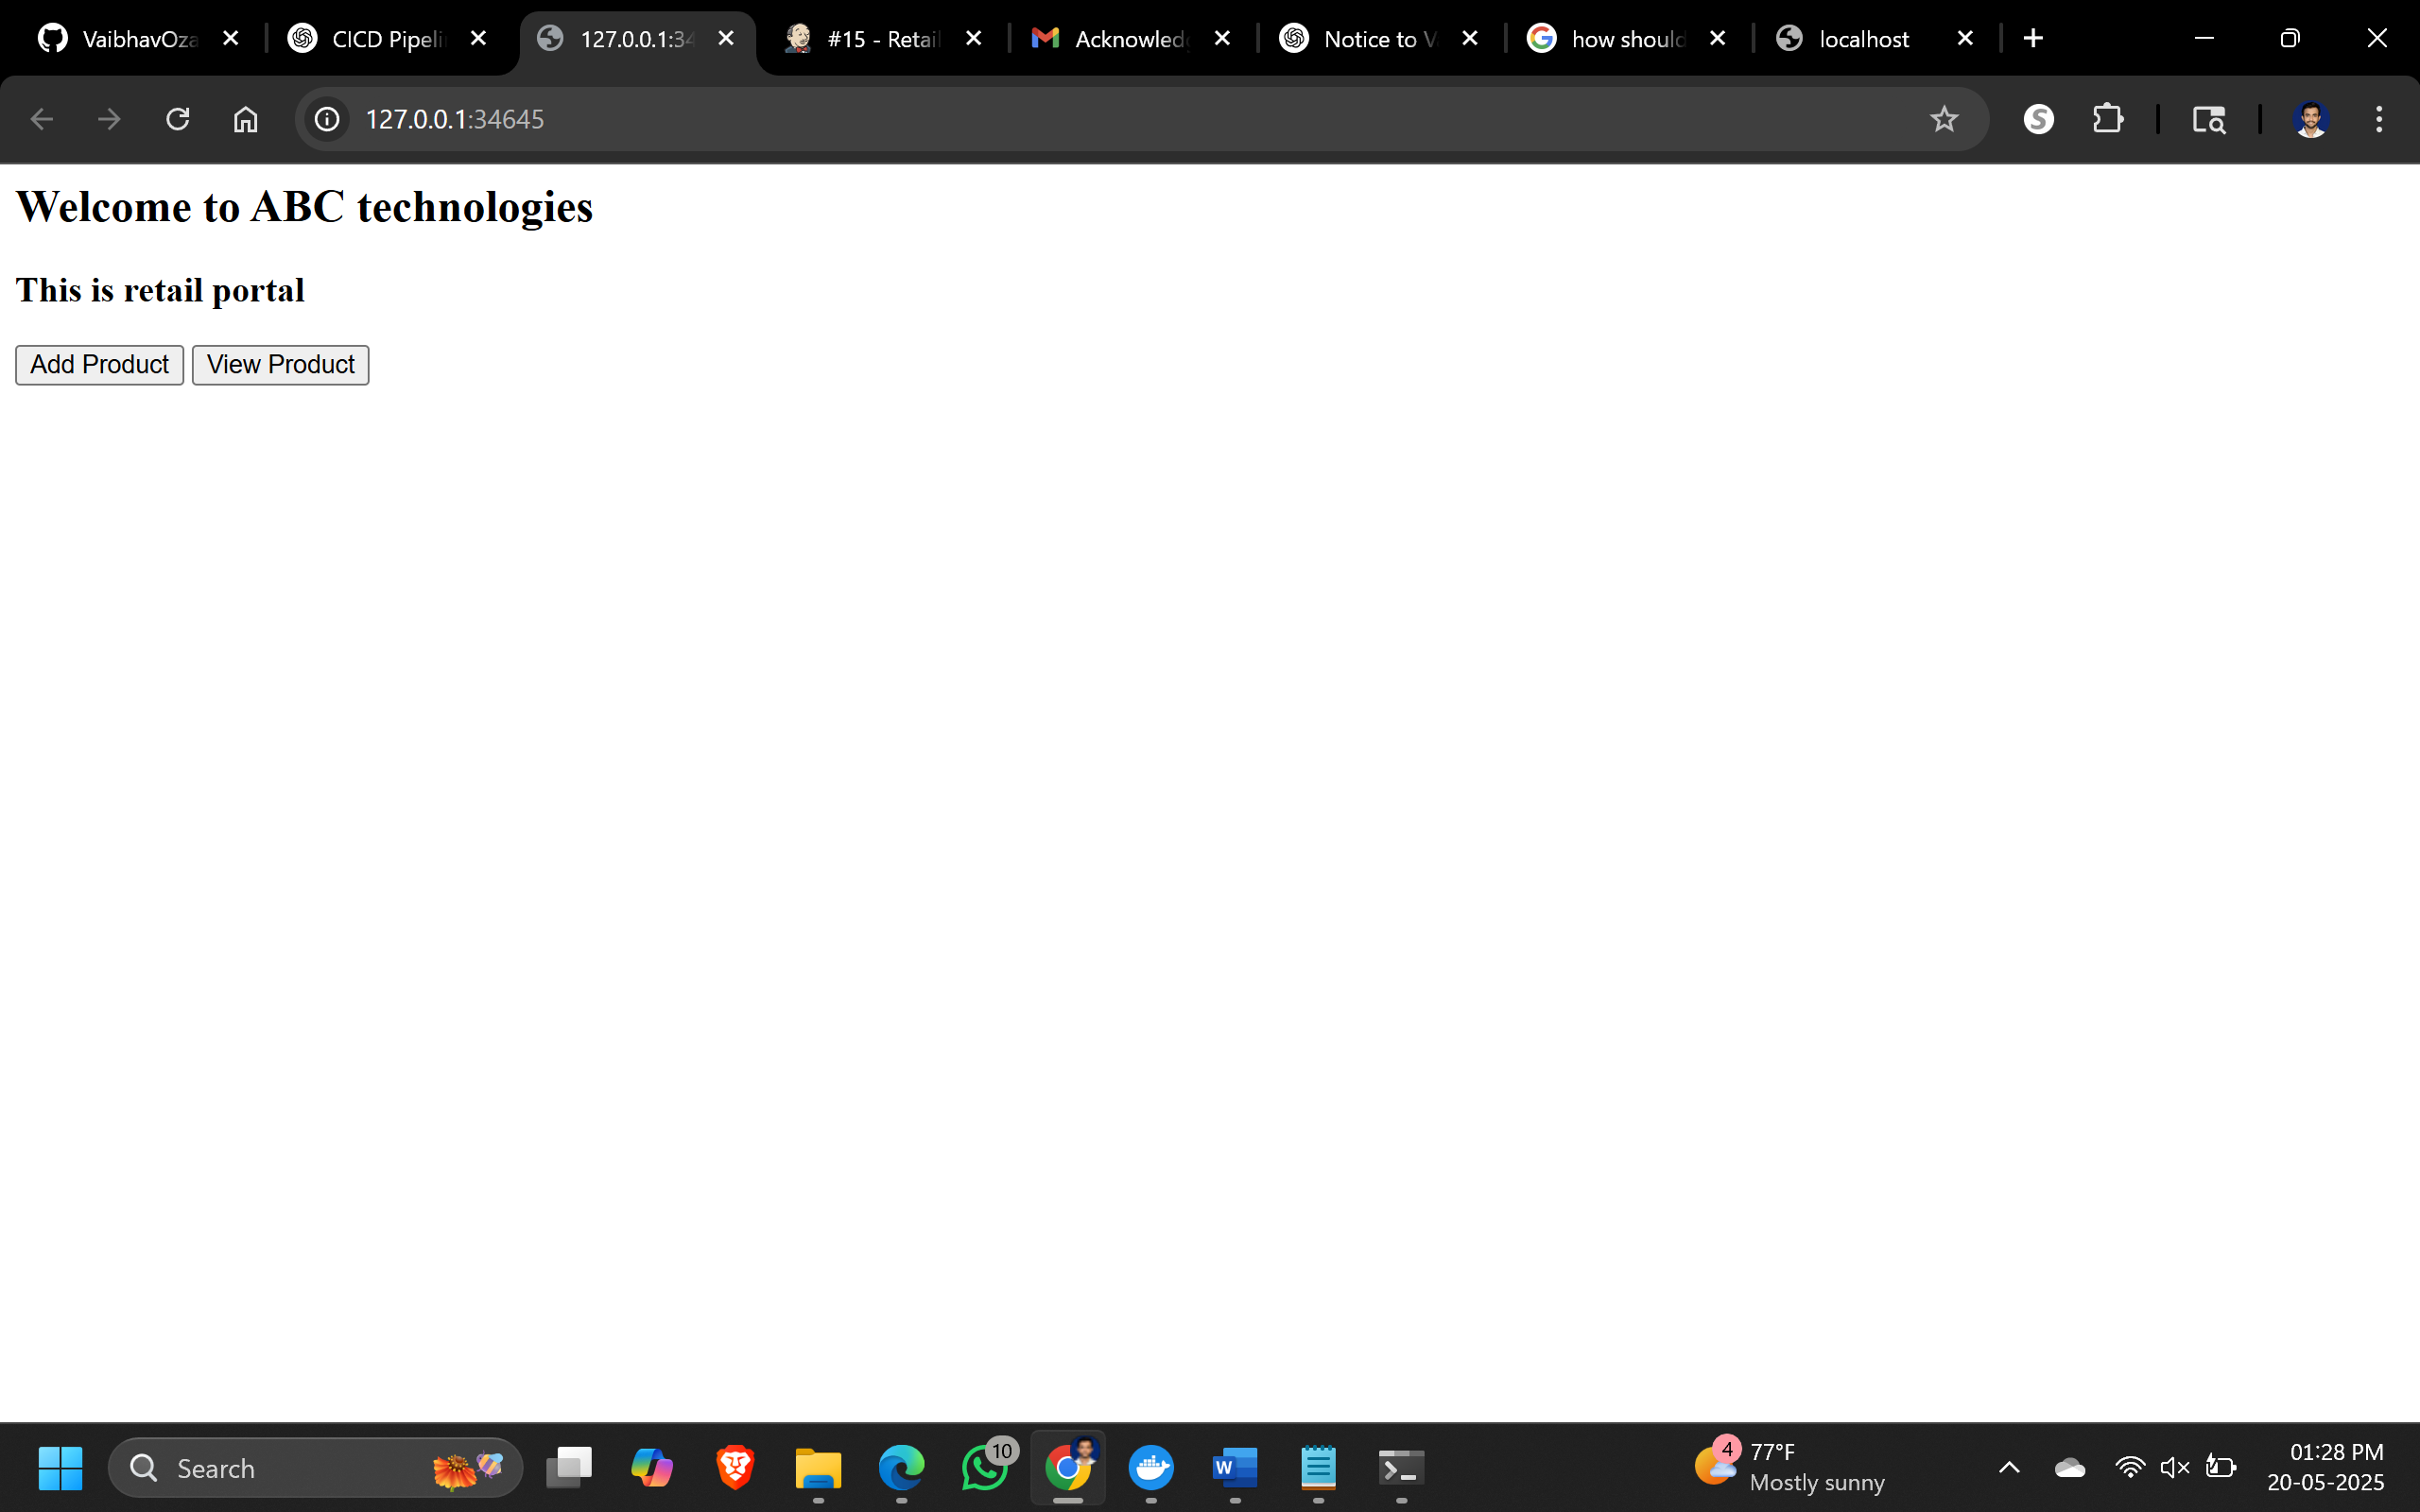 VaibhavOza
CICD Pipeli
127.0.0.1:34
#15 - Retail
Acknowled
Notice to V
how should
localhost
127.0.0.1:34645
Welcome to ABC technologies
This is retail portal
Add Product View Product
Search
10
4
77°F
Mostly sunny
01:28 PM
20-05-2025